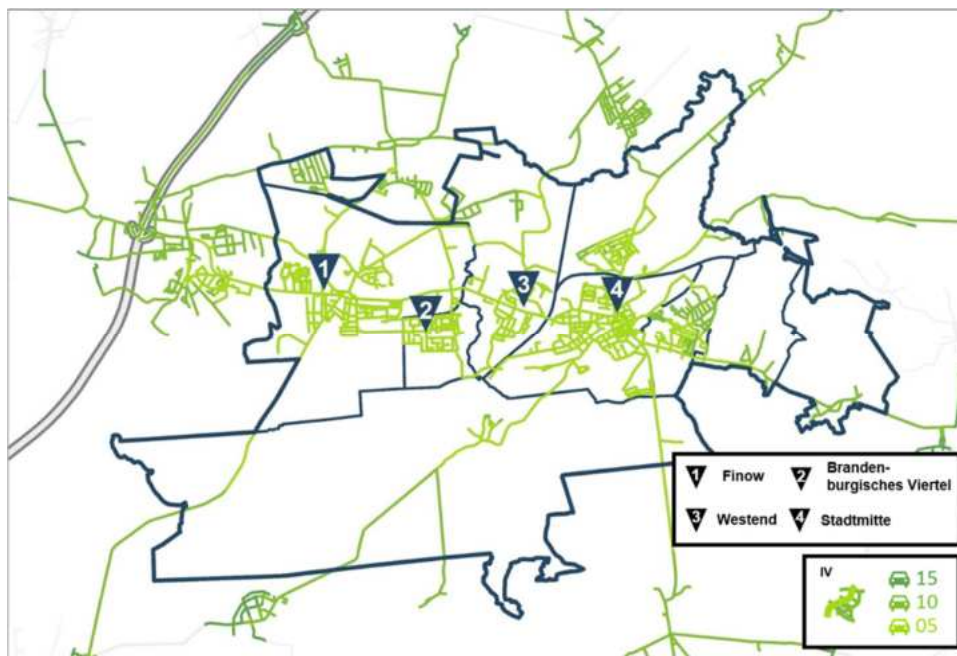 1
2
3
4
1 Finow
2 Branden-
burgisches Viertel
3 Westend
4 Stadtmitte
IV
15
10
05